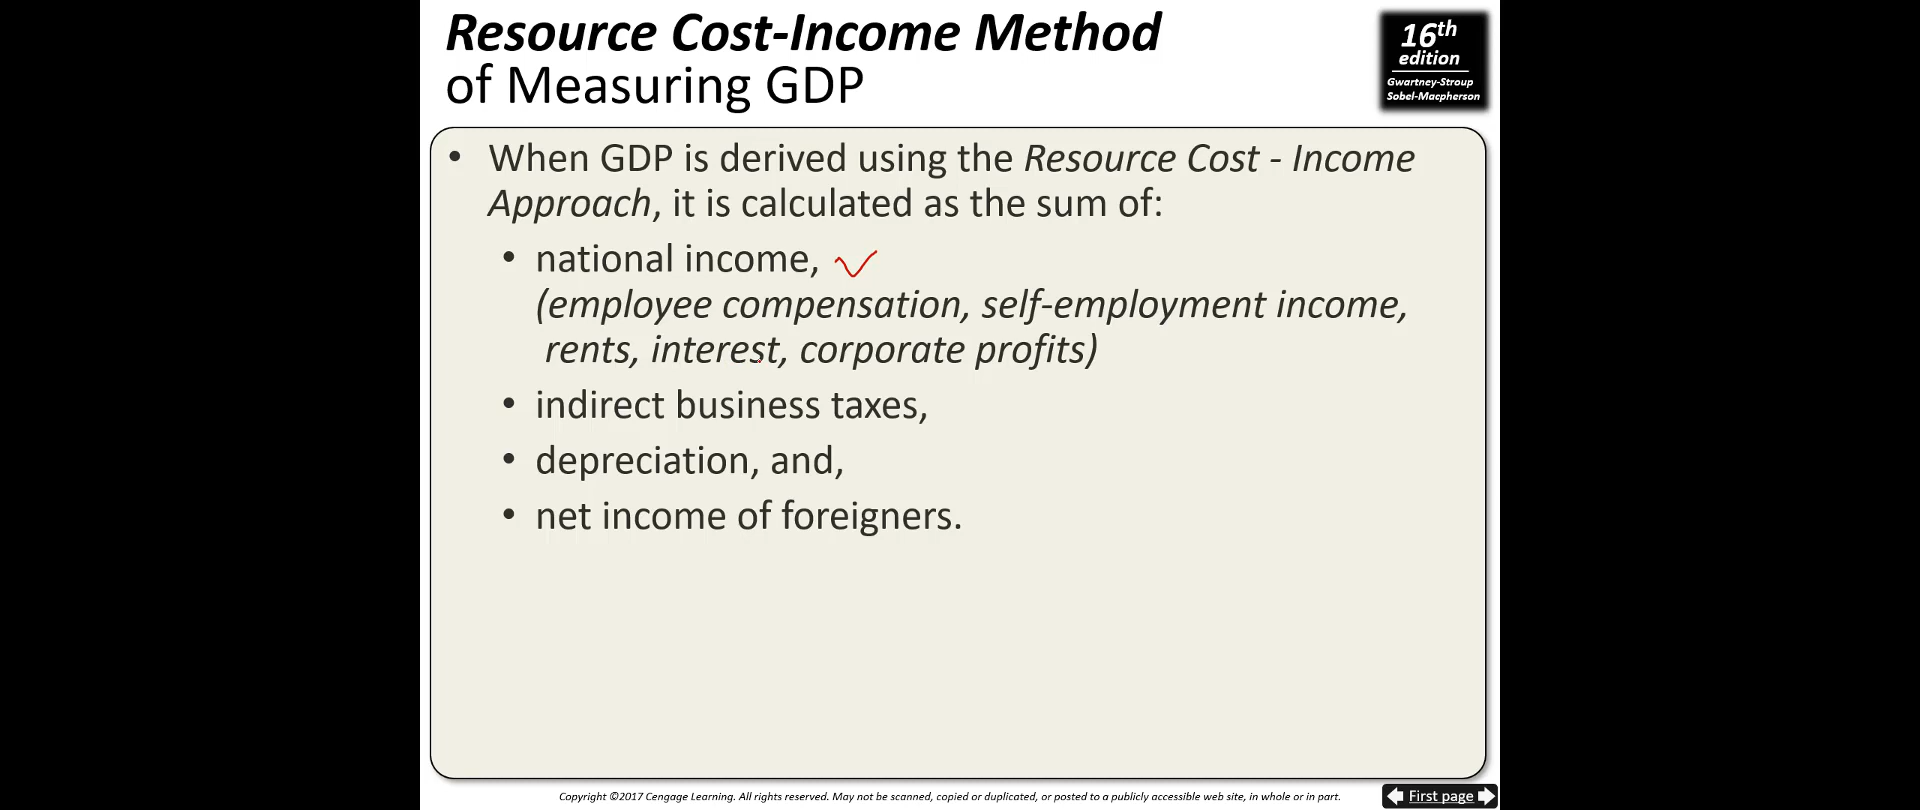 Resource Cost-Income Method
of Measuring GDP
16th
edition
Gwartney-Stroup
Sobel-Macpherson
• When GDP is derived using the Resource Cost - Income
Approach, it is calculated as the sum of:
• national income,
(employee compensation, self-employment income,
rents, interest, corporate profits)
• indirect business taxes,
• depreciation, and,
• net income of foreigners.
Copyright ©2017 Cengage Learning. All rights reserved. May not be scanned, copied or duplicated, or posted to a publicly accessible web site, in whole or in part.
First page